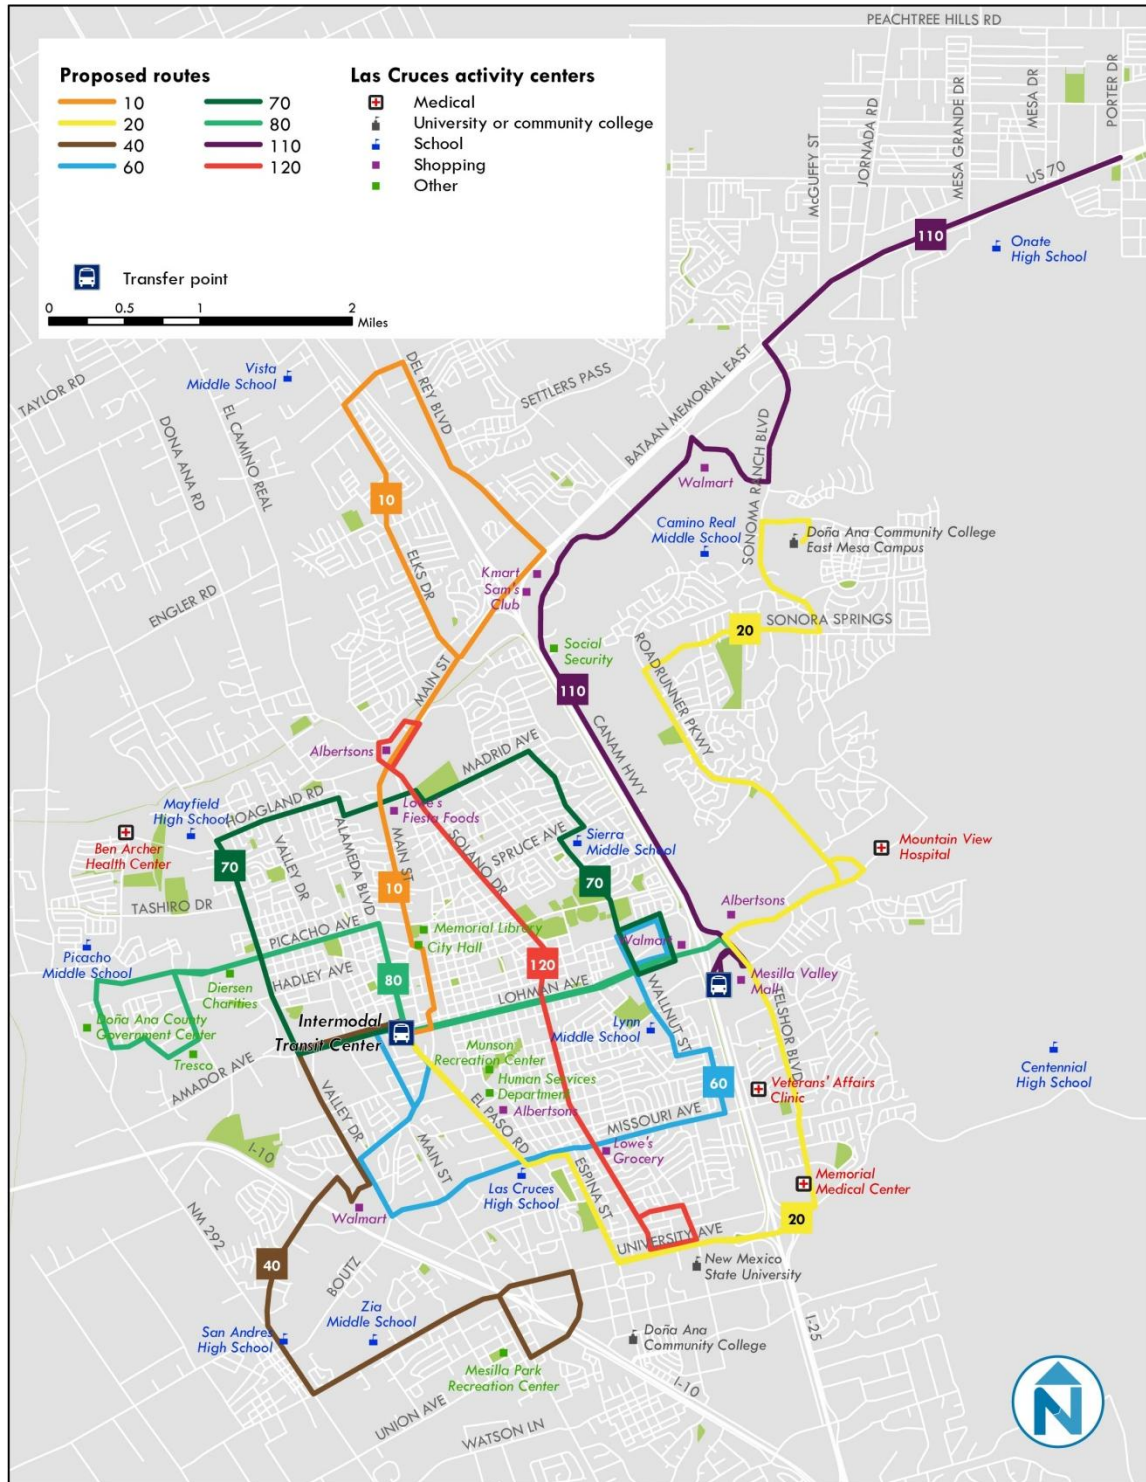 PEACHTREE HILLS RD
Proposed routes
10
20
40
60
70
80
110
120
Las Cruces activity centers
Medical
University or community college
School
Shopping
Other
Transfer point
0
0.5
1
2
Miles
McGUFFY ST
JORNADA RD
MESA GRANDE DR
MESA DR
PORTER DR
US 70
110
Onate
High School
Vista
Middle School
TAYLOR RD
DONA ANA RD
EL CAMINO REAL
DEL REY BLVD
SETTLERS PASS
BATAAN MEMORIAL EAST
SONOMA RANCH BLVD
Walmart
10
Camino Real
Middle School
Doña Ana Community College
East Mesa Campus
ELKS DR
Kmart
Sam's
Club
ENGLER RD
SONORA SPRINGS
20
ROADRUNNER PKWY
Social
Security
MAIN ST
110
CANAM HWY
Albertsons
MADRID AVE
HOAGLAND RD
Mayfield
High School
Lowe's
Fiesta Foods
Ben Archer
Health Center
VALLEY DR
ALAMEDA BLVD
MAIN ST
SOLANO DR
SPRUCE AVE
Sierra
Middle School
Mountain View
Hospital
70
70
10
TASHIRO DR
PICACHO AVE
Memorial Library
City Hall
Albertsons
Walmart
Picacho
Middle School
HADLEY AVE
Diersen
Charities
80
120
LOHMAN AVE
Mesilla Valley
Mall
WALLNUT ST
TELSHOR BLVD
Doña Ana County
Government Center
Intermodal
Transit Center
Lynn
Middle School
Tresco
AMADOR AVE
Munson
Recreation Center
Human Services
Department
Albertsons
Centennial
High School
60
Veterans' Affairs
Clinic
VALLEY DR
MAIN ST
EL PASO RD
MISSOURI AVE
I-10
Lowe's
Grocery
ESPINA ST
Las Cruces
High School
Memorial
Medical Center
Walmart
NM 292
20
UNIVERSITY AVE
40
BOUTZ
New Mexico
State University
San Andres
High School
Zia
Middle School
I-25
Doña Ana
Community College
Mesilla Park
Recreation Center
I-10
UNION AVE
WATSON LN
N